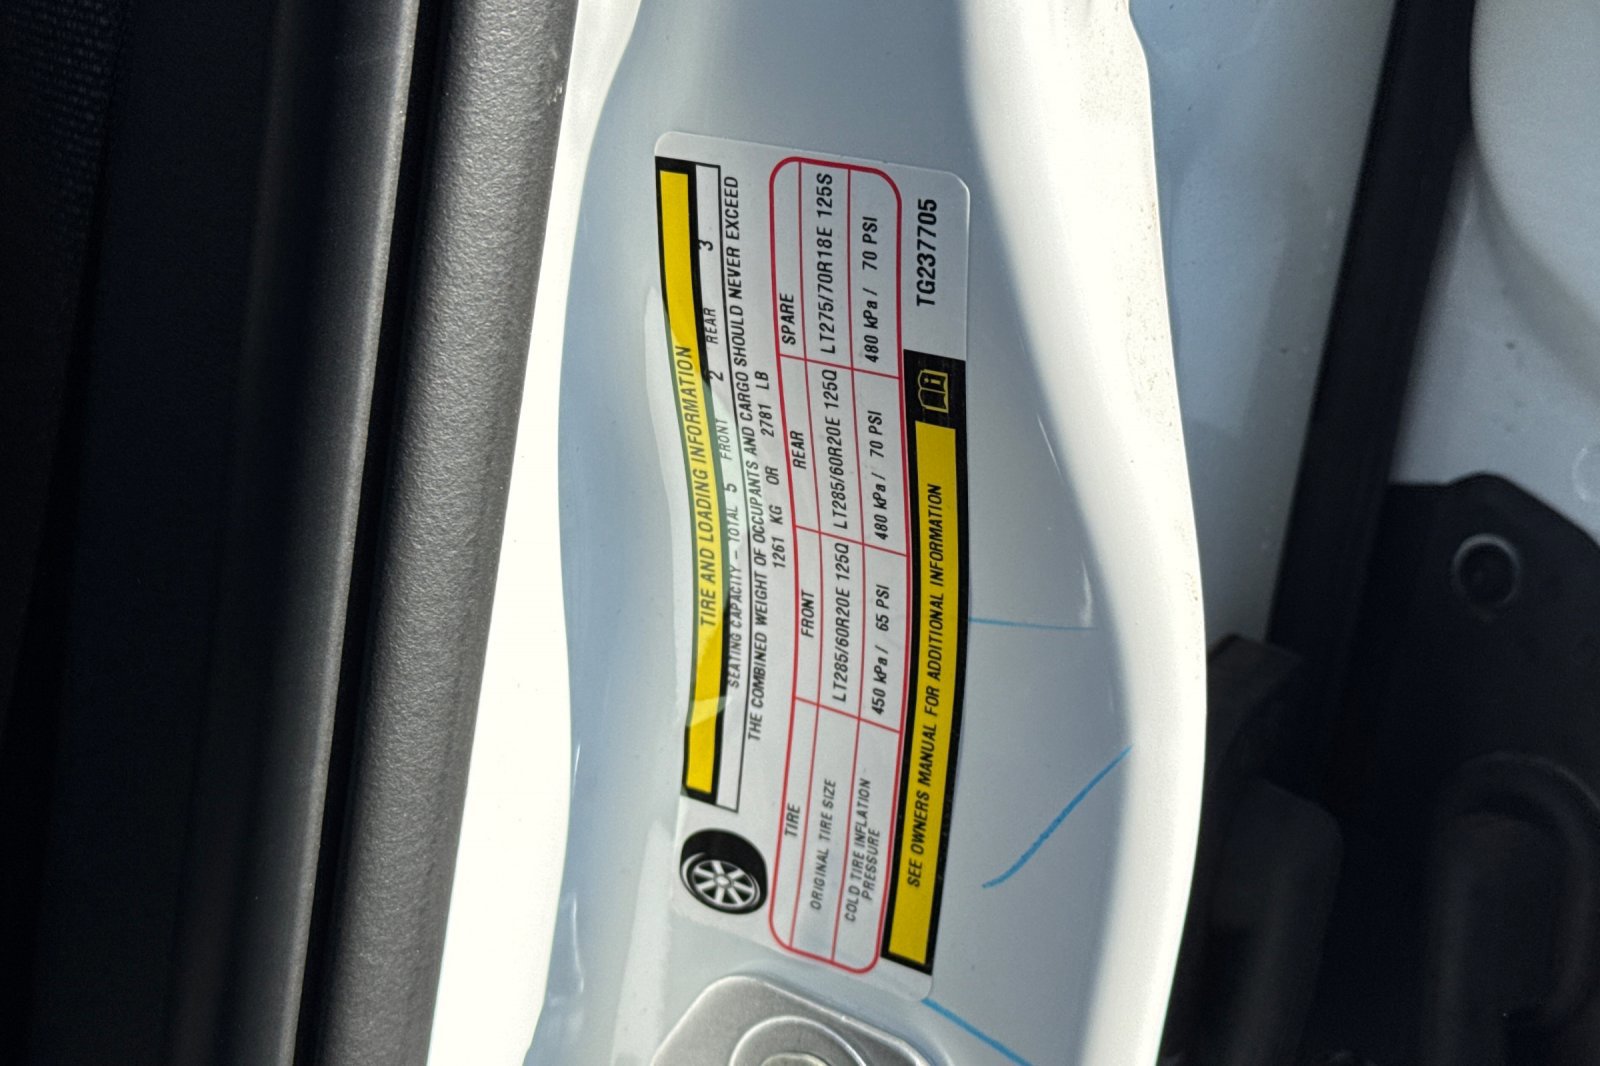 TIRE AND LOADING INFORMATION
SEATING CAPACITY – TOTAL 5 FRONT 2 REAR 3
THE COMBINED WEIGHT OF OCCUPANTS AND CARGO SHOULD NEVER EXCEED
1261 KG OR 2781 LB
TIRE FRONT REAR SPARE
ORIGINAL TIRE SIZE LT285/60R20E 125Q LT285/60R20E 125Q LT275/70R18E 125S
COLD TIRE INFLATION PRESSURE 450 kPa / 65 PSI 480 kPa / 70 PSI 480 kPa / 70 PSI
SEE OWNERS MANUAL FOR ADDITIONAL INFORMATION
TG237705